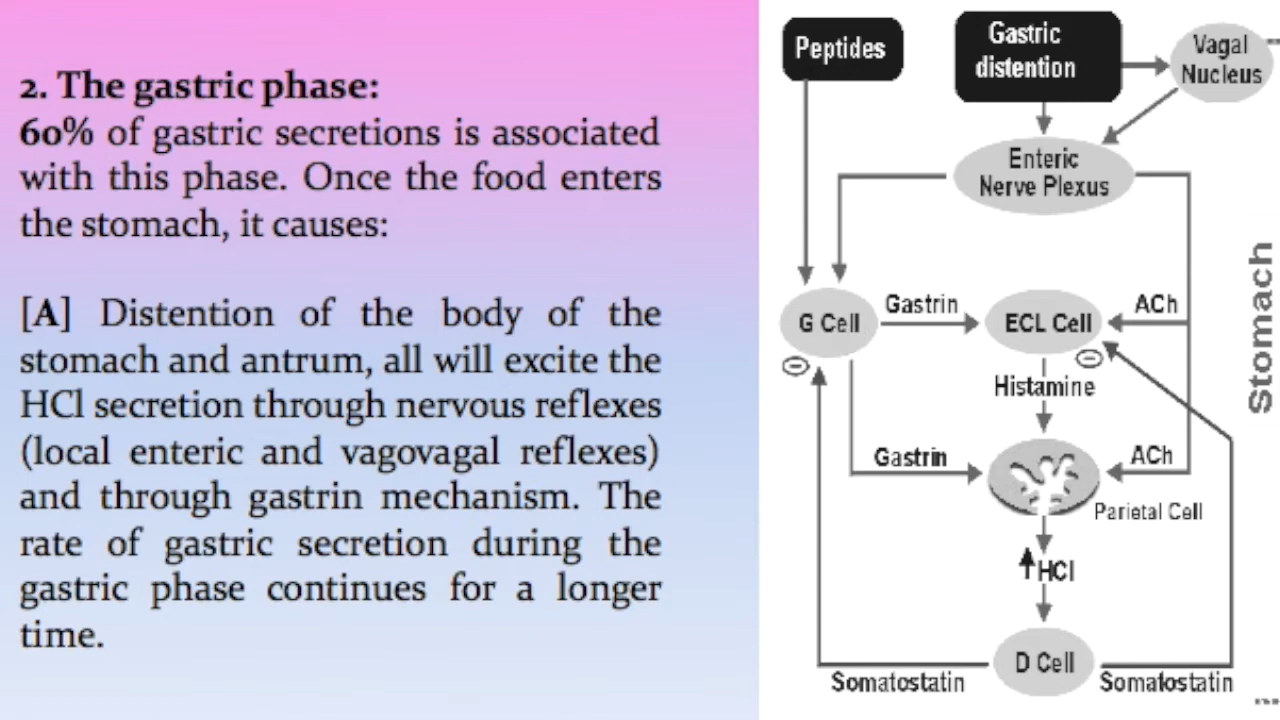 2. The gastric phase:
60% of gastric secretions is associated
with this phase. Once the food enters
the stomach, it causes:
[A] Distention of the body of the
stomach and antrum, all will excite the
HCl secretion through nervous reflexes
(local enteric and vagovagal reflexes)
and through gastrin mechanism. The
rate of gastric secretion during the
gastric phase continues for a longer
time.
Peptides
Gastric
distention
Vagal
Nucleus
Enteric
Nerve Plexus
G Cell
Gastrin
ECL Cell
ACh
Histamine
Gastrin
ACh
Parietal Cell
HCl
D Cell
Somatostatin
Somatostatin
Stomach